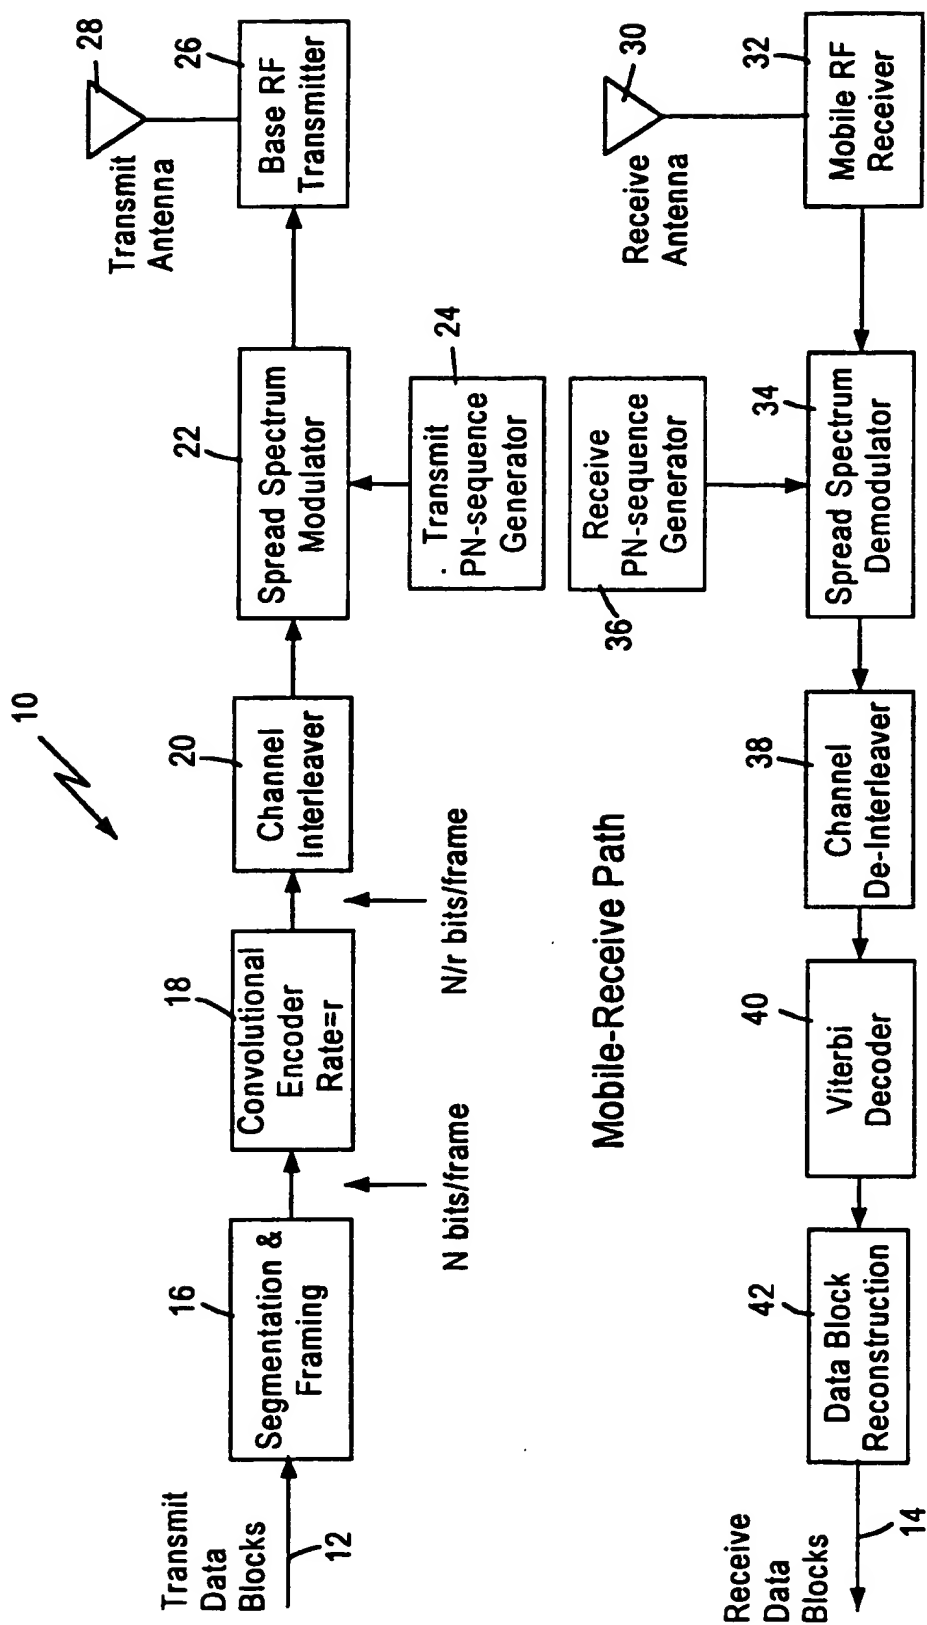 10
Transmit
Data
Blocks
12
16
Segmentation &
Framing
N bits/frame
18
Convolutional
Encoder
Rate=r
N/r bits/frame
20
Channel
Interleaver
22
Spread Spectrum
Modulator
24
Transmit
PN-sequence
Generator
26
Base RF
Transmitter
28
Transmit
Antenna
Mobile-Receive Path
30
Receive
Antenna
32
Mobile RF
Receiver
34
Spread Spectrum
Demodulator
36
Receive
PN-sequence
Generator
38
Channel
De-Interleaver
40
Viterbi
Decoder
42
Data Block
Reconstruction
Receive
Data
Blocks
14